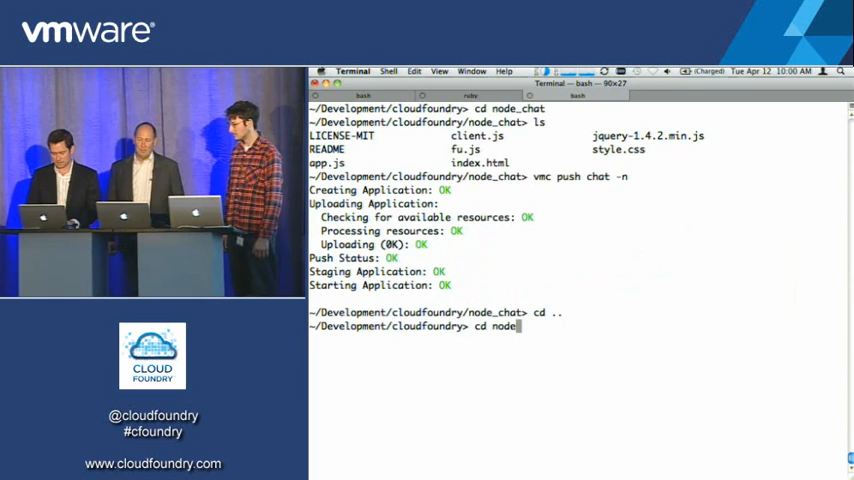 vmware®
Terminal Shell Edit View Window Help (Charged) Tue Apr 12 10:00 AM
Terminal — bash — 90×27
bash ruby bash
~/Development/cloudfoundry> cd node_chat
~/Development/cloudfoundry/node_chat> ls
LICENSE-MIT client.js jquery-1.4.2.min.js
README fu.js style.css
app.js index.html
~/Development/cloudfoundry/node_chat> vmc push chat -n
Creating Application: OK
Uploading Application:
Checking for available resources: OK
Processing resources: OK
Uploading (0K): OK
Push Status: OK
Staging Application: OK
Starting Application: OK
~/Development/cloudfoundry/node_chat> cd ..
~/Development/cloudfoundry> cd node
CLOUD
FOUNDRY
@cloudfoundry
#cfoundry
www.cloudfoundry.com